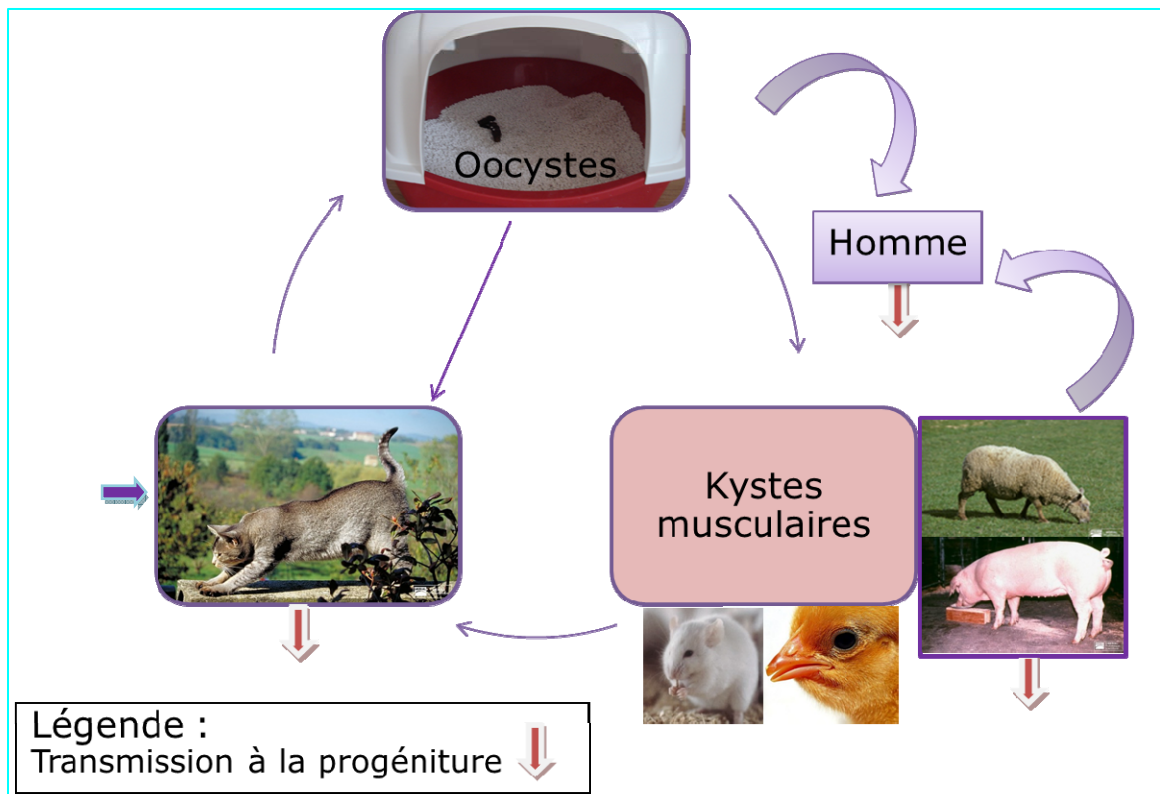 Oocystes
Homme
Kystes
musculaires
Légende :
Transmission à la progéniture